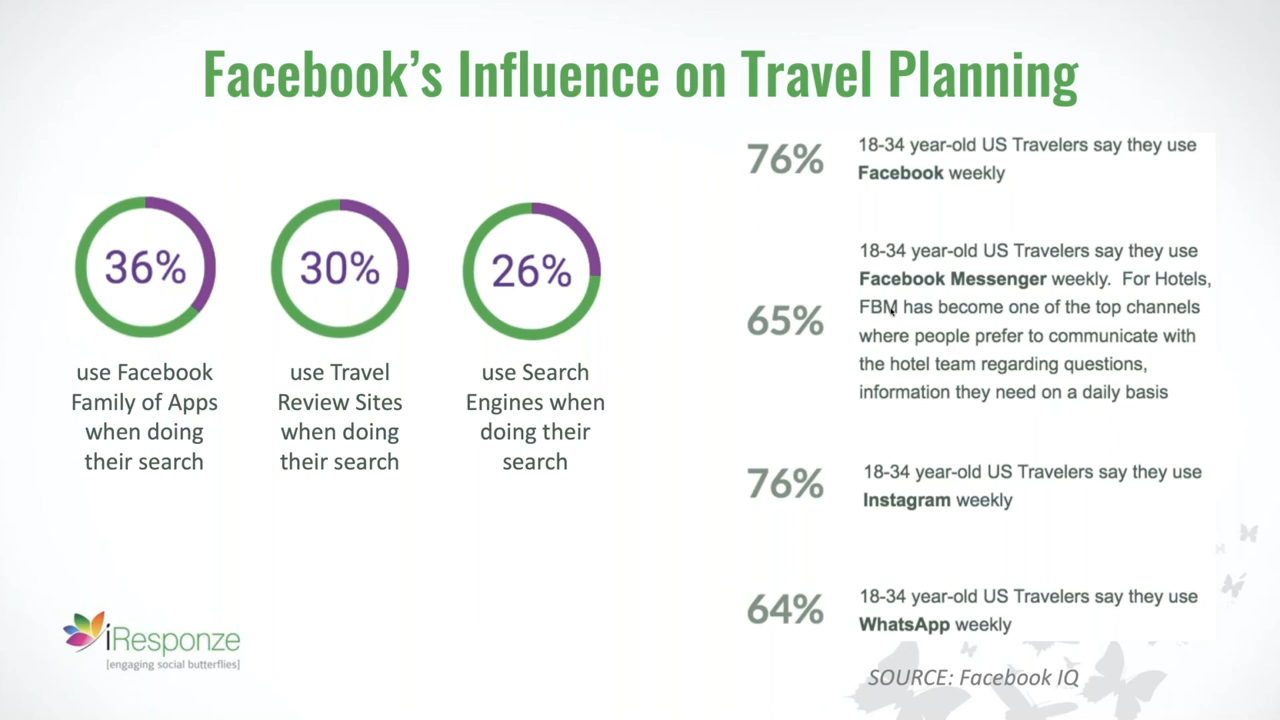 Facebook's Influence on Travel Planning
36%
use Facebook
Family of Apps
when doing
their search
30%
use Travel
Review Sites
when doing
their search
26%
use Search
Engines when
doing their
search
76%
18-34 year-old US Travelers say they use
Facebook weekly
65%
18-34 year-old US Travelers say they use
Facebook Messenger weekly.  For Hotels,
FBM has become one of the top channels
where people prefer to communicate with
the hotel team regarding questions,
information they need on a daily basis
76%
18-34 year-old US Travelers say they use
Instagram weekly
64%
18-34 year-old US Travelers say they use
WhatsApp weekly
iResponze
[engaging social butterflies]
SOURCE: Facebook IQ